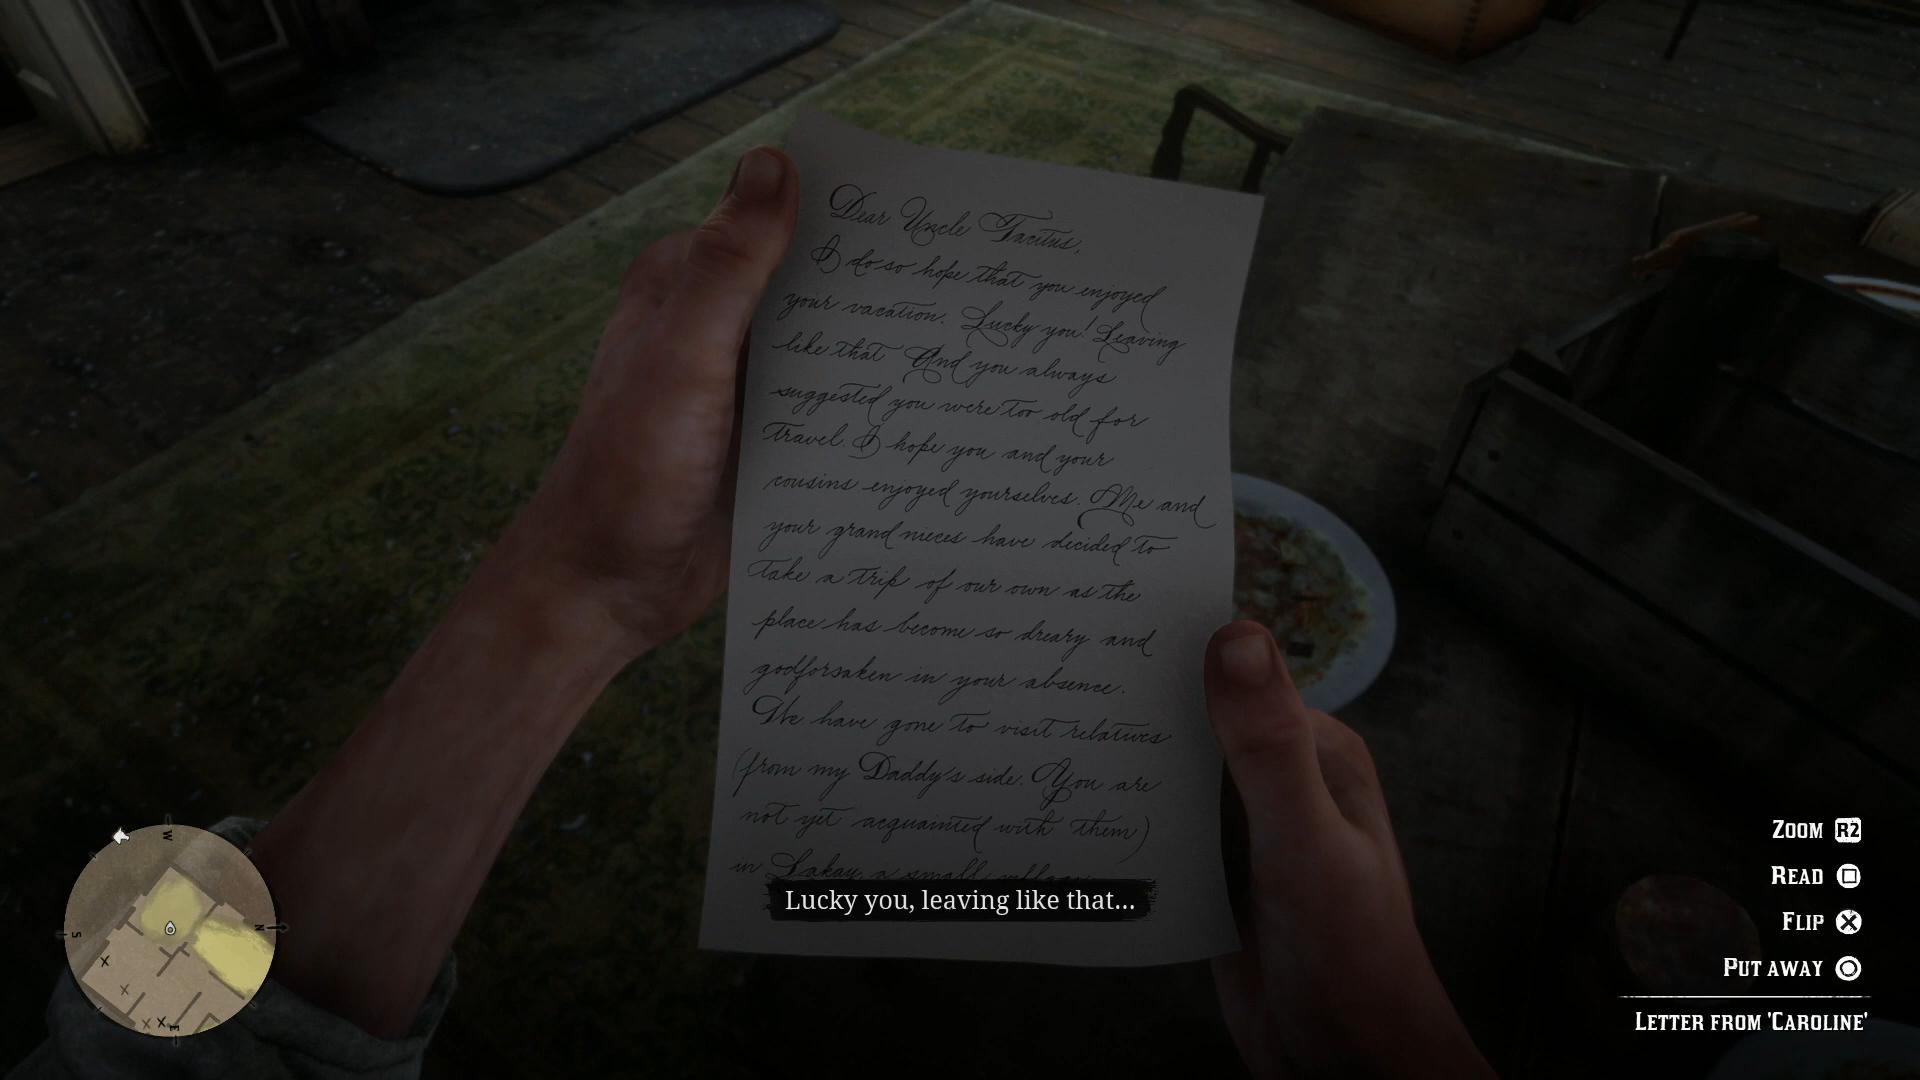 Dear Uncle Tacitus,
I do so hope that you enjoyed
your vacation. Lucky you! Leaving
like that And you always
suggested you were too old for
travel. I hope you and your
cousins enjoyed yourselves. Me and
your grand nieces have decided to
take a trip of our own as the
place has become so dreary and
godforsaken in your absence.
We have gone to visit relatives
(from my Daddy's side. You are
not yet acquainted with them)
in Lakay, a small village
Lucky you, leaving like that...
W
N
S
E
ZOOM R2
READ
FLIP
PUT AWAY
LETTER FROM 'CAROLINE'